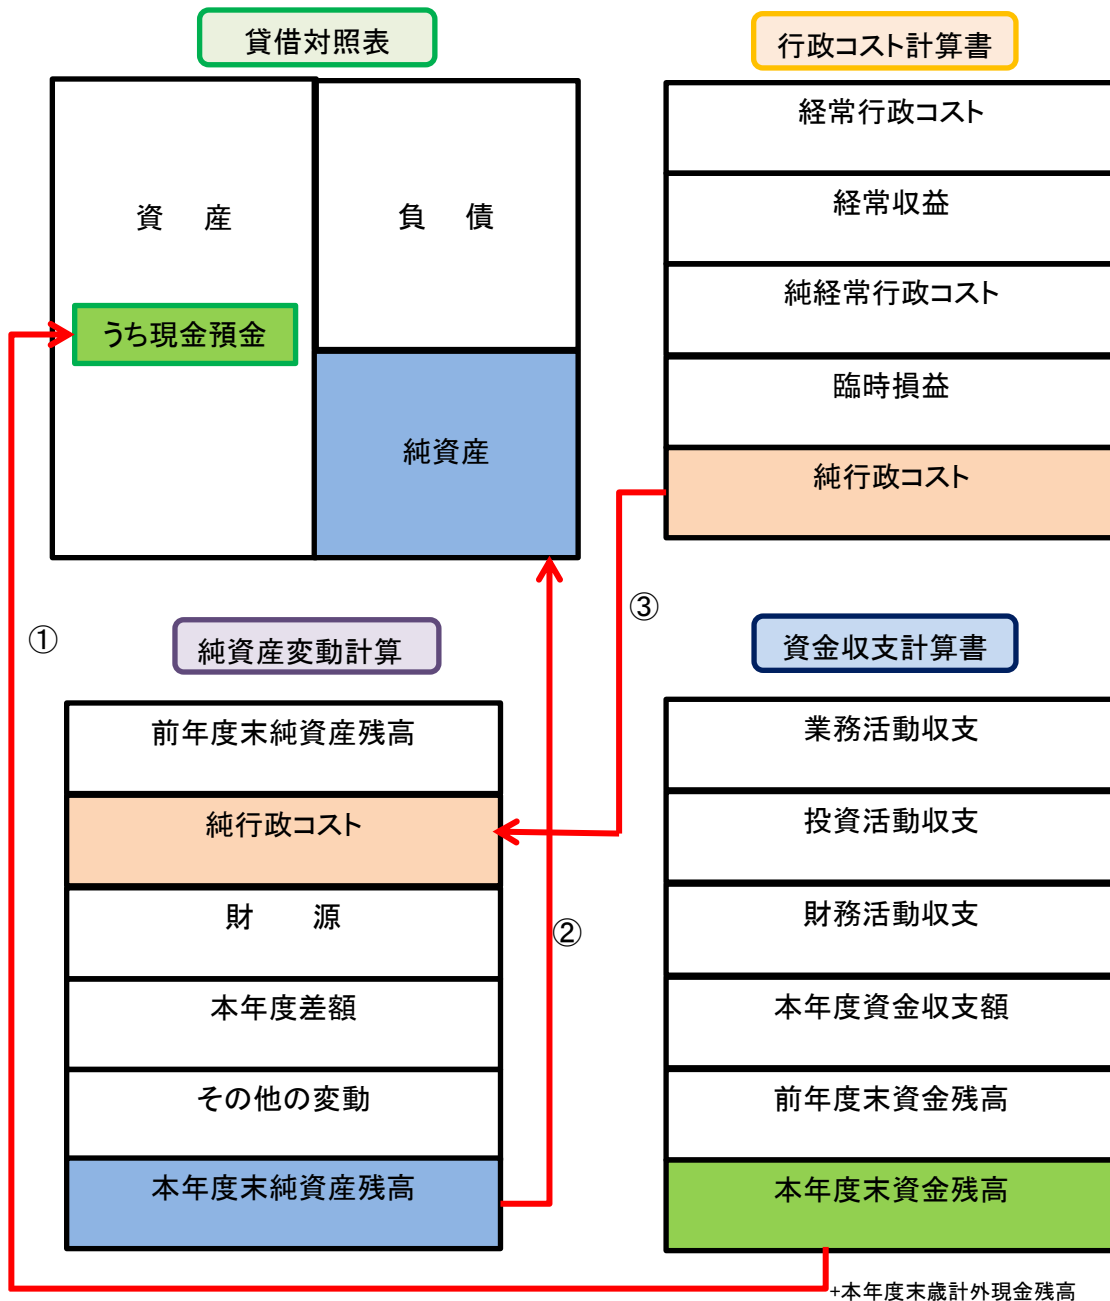 貸借対照表
資　産
うち現金預金
負　債
純資産
行政コスト計算書
経常行政コスト
経常収益
純経常行政コスト
臨時損益
純行政コスト
①
②
③
純資産変動計算
前年度末純資産残高
純行政コスト
財　　源
本年度差額
その他の変動
本年度末純資産残高
資金収支計算書
業務活動収支
投資活動収支
財務活動収支
本年度資金収支額
前年度末資金残高
本年度末資金残高
+本年度末歳計外現金残高